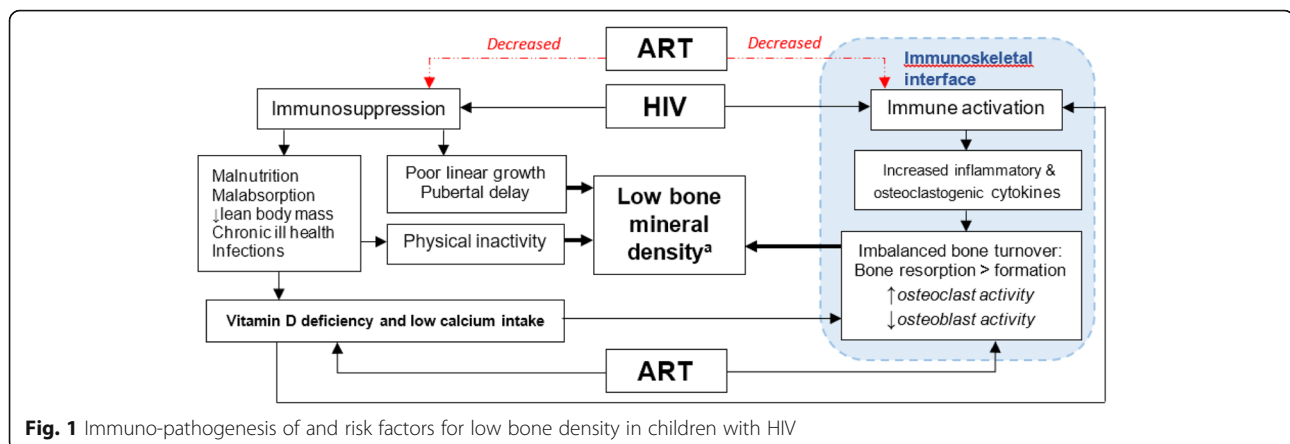 Decreased
ART
Decreased
Immunoskeletal
interface
Immunosuppression
HIV
Immune activation
Malnutrition
Malabsorption
↓lean body mass
Chronic ill health
Infections
Poor linear growth
Pubertal delay
Physical inactivity
Low bone
mineral
densityᵃ
Increased inflammatory &
osteoclastogenic cytokines
Imbalanced bone turnover:
Bone resorption > formation
↑osteoclast activity
↓osteoblast activity
Vitamin D deficiency and low calcium intake
ART
Fig. 1 Immuno-pathogenesis of and risk factors for low bone density in children with HIV